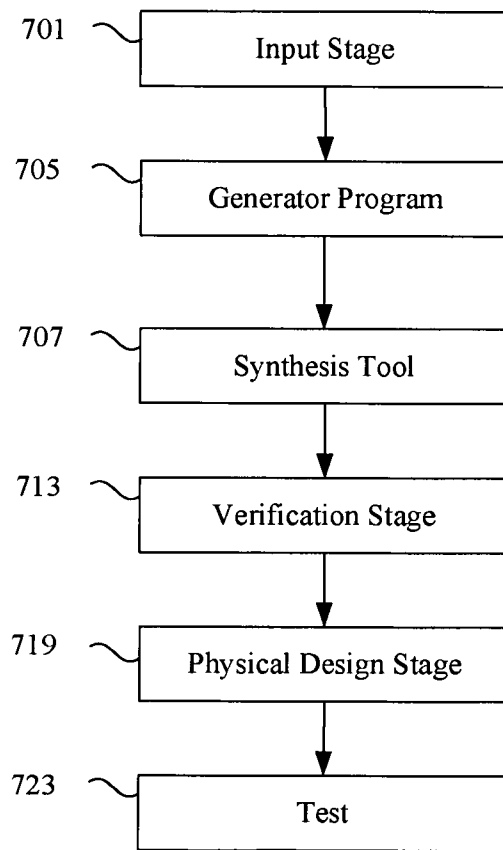 701
Input Stage
705
Generator Program
707
Synthesis Tool
713
Verification Stage
719
Physical Design Stage
723
Test